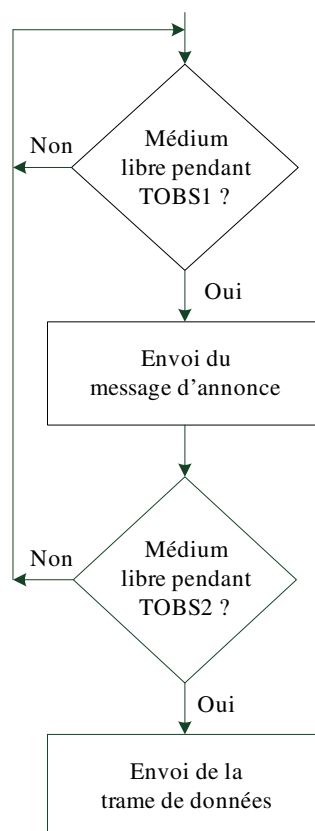 Médium
libre pendant
TOBS1 ?
Non
Oui
Envoi du
message d'annonce
Médium
libre pendant
TOBS2 ?
Non
Oui
Envoi de la
trame de données